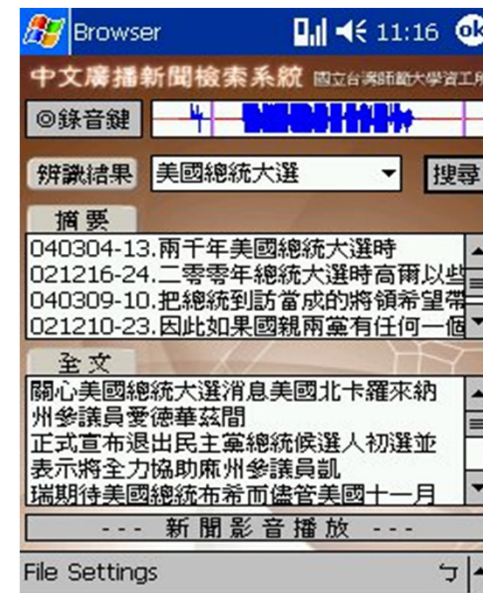 Browser 11:16 ok
中文廣播新聞檢索系統 國立台灣師範大學資工所
◎錄音鍵
辨識結果 美國總統大選 搜尋
摘要
040304-13.兩千年美國總統大選時
021216-24.二零零年總統大選時高爾以些
040309-10.把總統到訪當成的將領希望帶
021210-23.因此如果國親兩黨有任何一個
全文
關心美國總統大選消息美國北卡羅來納
州參議員愛德華茲間
正式宣布退出民主黨總統候選人初選並
表示將全力協助麻州參議員凱
瑞期待美國總統布希而儘管美國十一月
--- 新聞影音播放 ---
File Settings ㄅ